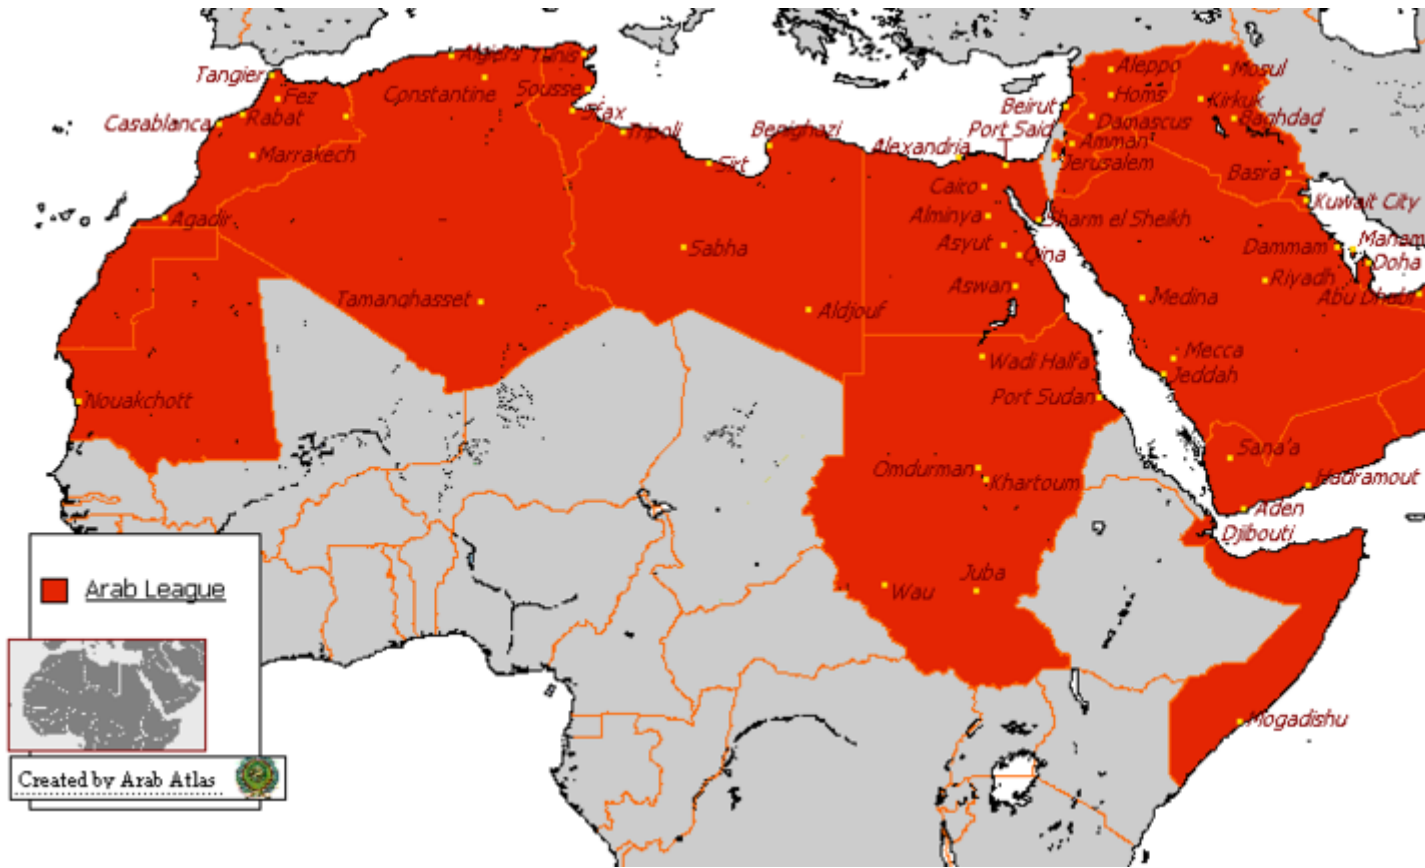 Algiers
Tunis
Tangier
Fez
Constantine
Sousse
Sfax
Casablanca
Rabat
Tripoli
Marrakech
Benighazi
Sirt
Agadir
Sabha
Tamanghasset
Aldjouf
Nouakchott
Aleppo
Mosul
Homs
Kirkuk
Beirut
Damascus
Baghdad
Port Said
Amman
Alexandria
Jerusalem
Basra
Cairo
Kuwait City
Alminya
Sharm el Sheikh
Asyut
Qina
Dammam
Manam
Doha
Aswan
Riyadh
Abu Dhabi
Medina
Wadi Halfa
Mecca
Jeddah
Port Sudan
Omdurman
Khartoum
Sana'a
Hadramout
Aden
Djibouti
Wau
Juba
Mogadishu
Arab League
Created by Arab Atlas